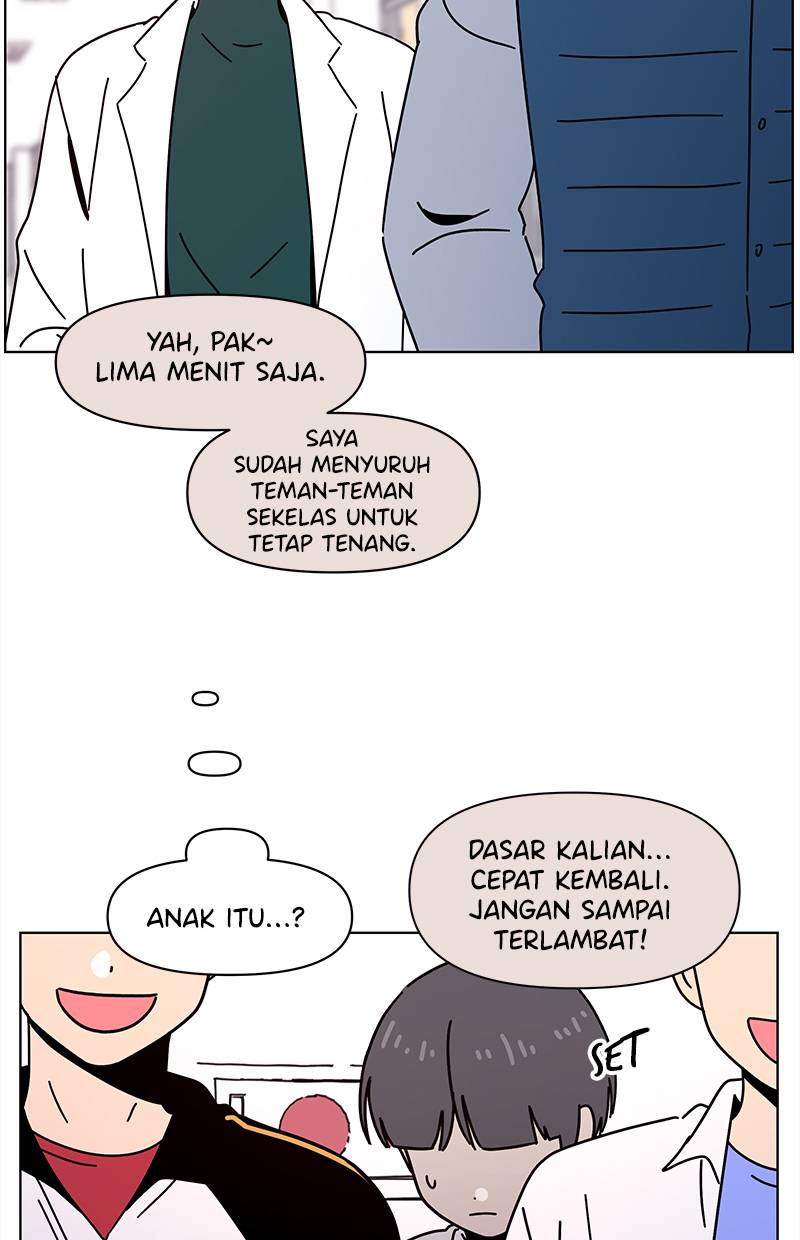 YAH, PAK~
LIMA MENIT SAJA.
SAYA
SUDAH MENYURUH
TEMAN-TEMAN
SEKELAS UNTUK
TETAP TENANG.
ANAK ITU...?
DASAR KALIAN...
CEPAT KEMBALI.
JANGAN SAMPAI
TERLAMBAT!
SET